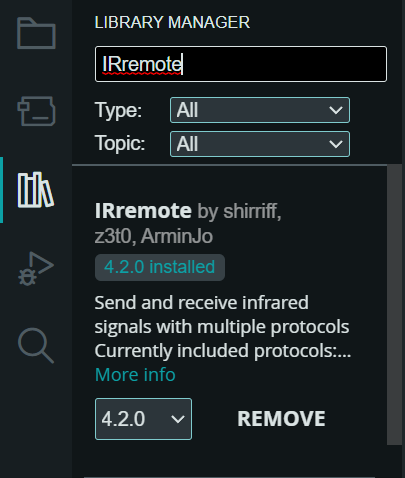 LIBRARY MANAGER
IRremote
Type: All
Topic: All
IRremote by shirriff,
z3t0, ArminJo
4.2.0 installed
Send and receive infrared
signals with multiple protocols
Currently included protocols:...
More info
4.2.0 REMOVE